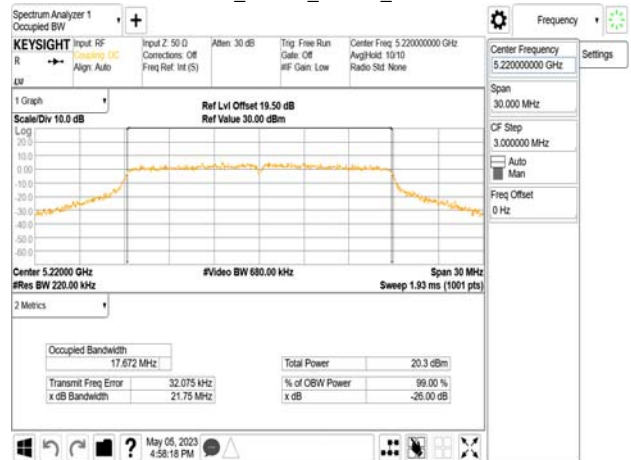 Spectrum Analyzer 1
Occupied BW
Frequency
KEYSIGHT
R
Input: RF
Coupling: DC
Align: Auto
Input Z: 50 Ω
Corrections: Off
Freq Ref: Int (S)
Atten: 30 dB
Trig: Free Run
Gate: Off
#IF Gain: Low
Center Freq: 5.220000000 GHz
Avg|Hold: 10/10
Radio Std: None
Center Frequency
5.220000000 GHz
Settings
Span
30.000 MHz
CF Step
3.000000 MHz
Auto
Man
Freq Offset
0 Hz
1 Graph
Scale/Div 10.0 dB
Ref Lvl Offset 19.50 dB
Ref Value 30.00 dBm
Log
20.0
10.0
0.00
-10.0
-20.0
-30.0
-40.0
-50.0
-60.0
Center 5.22000 GHz
#Video BW 680.00 kHz
Span 30 MHz
#Res BW 220.00 kHz
Sweep 1.93 ms (1001 pts)
2 Metrics
Occupied Bandwidth
17.672 MHz
Total Power
20.3 dBm
Transmit Freq Error
32.075 kHz
% of OBW Power
99.00 %
x dB Bandwidth
21.75 MHz
x dB
-26.00 dB
May 05, 2023
4:58:18 PM